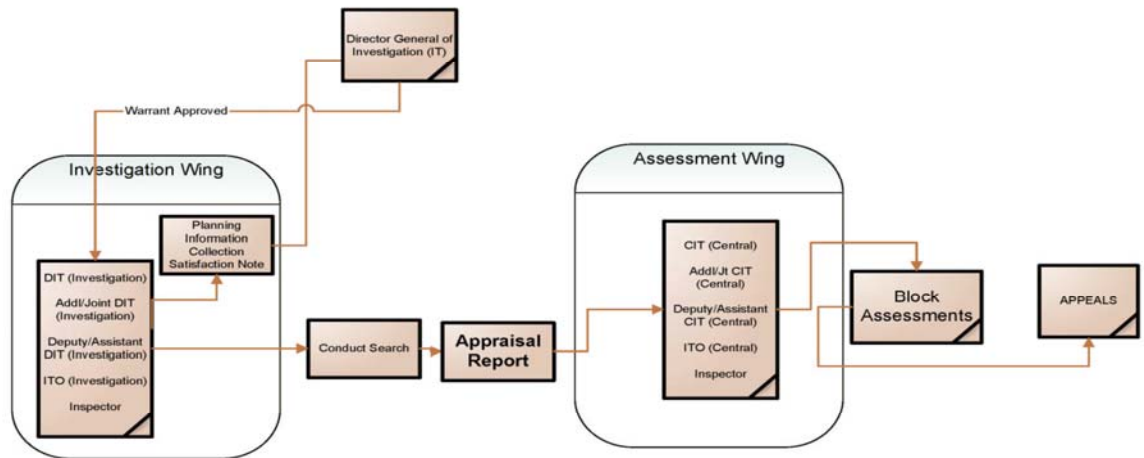 Director General of
Investigation (IT)
Warrant Approved
Investigation Wing
Planning
Information
Collection
Satisfaction Note
DIT (Investigation)
Addl/Joint DIT
(Investigation)
Deputy/Assistant
DIT (Investigation)
ITO (Investigation)
Inspector
Conduct Search
Appraisal
Report
Assessment Wing
CIT (Central)
Addl/Jt CIT
(Central)
Deputy/Assistant
CIT (Central)
ITO (Central)
Inspector
Block
Assessments
APPEALS